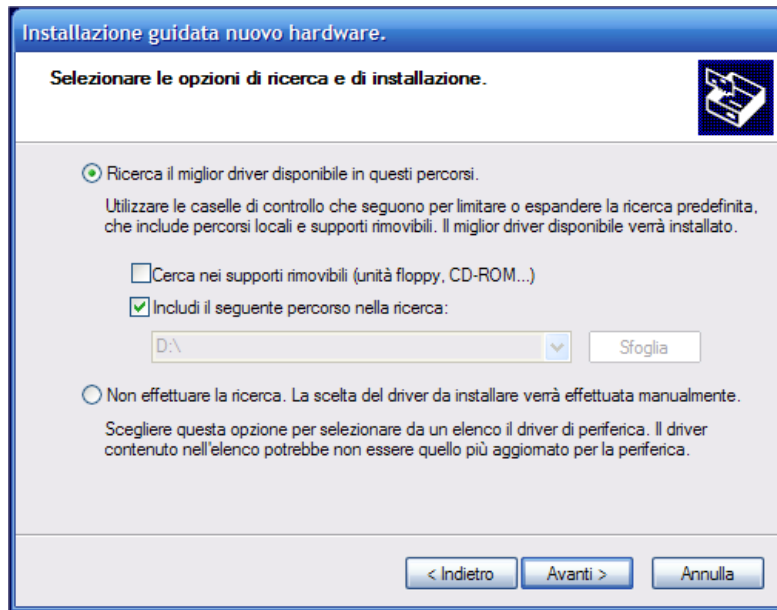 Installazione guidata nuovo hardware.
Selezionare le opzioni di ricerca e di installazione.
Ricerca il miglior driver disponibile in questi percorsi.
Utilizzare le caselle di controllo che seguono per limitare o espandere la ricerca predefinita,
che include percorsi locali e supporti rimovibili. Il miglior driver disponibile verrà installato.
Cerca nei supporti rimovibili (unità floppy, CD-ROM...)
Includi il seguente percorso nella ricerca:
D:\
Sfoglia
Non effettuare la ricerca. La scelta del driver da installare verrà effettuata manualmente.
Scegliere questa opzione per selezionare da un elenco il driver di periferica. Il driver
contenuto nell'elenco potrebbe non essere quello più aggiornato per la periferica.
< Indietro
Avanti >
Annulla